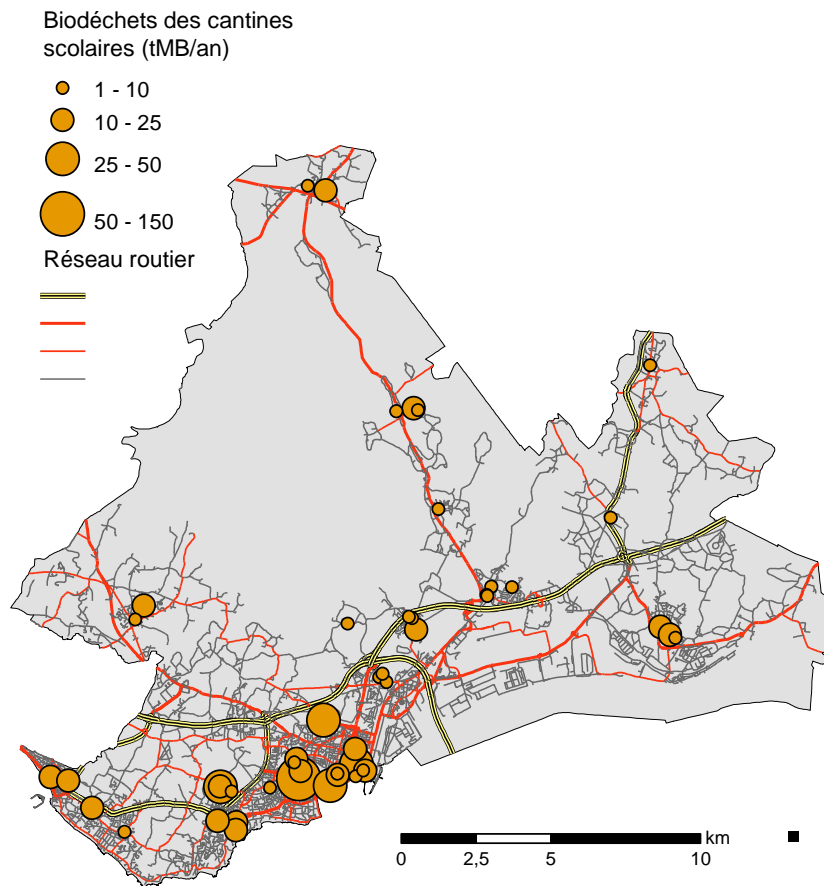 Biodéchets des cantines
scolaires (tMB/an)
1 - 10
10 - 25
25 - 50
50 - 150
Réseau routier
km
0 2,5 5 10